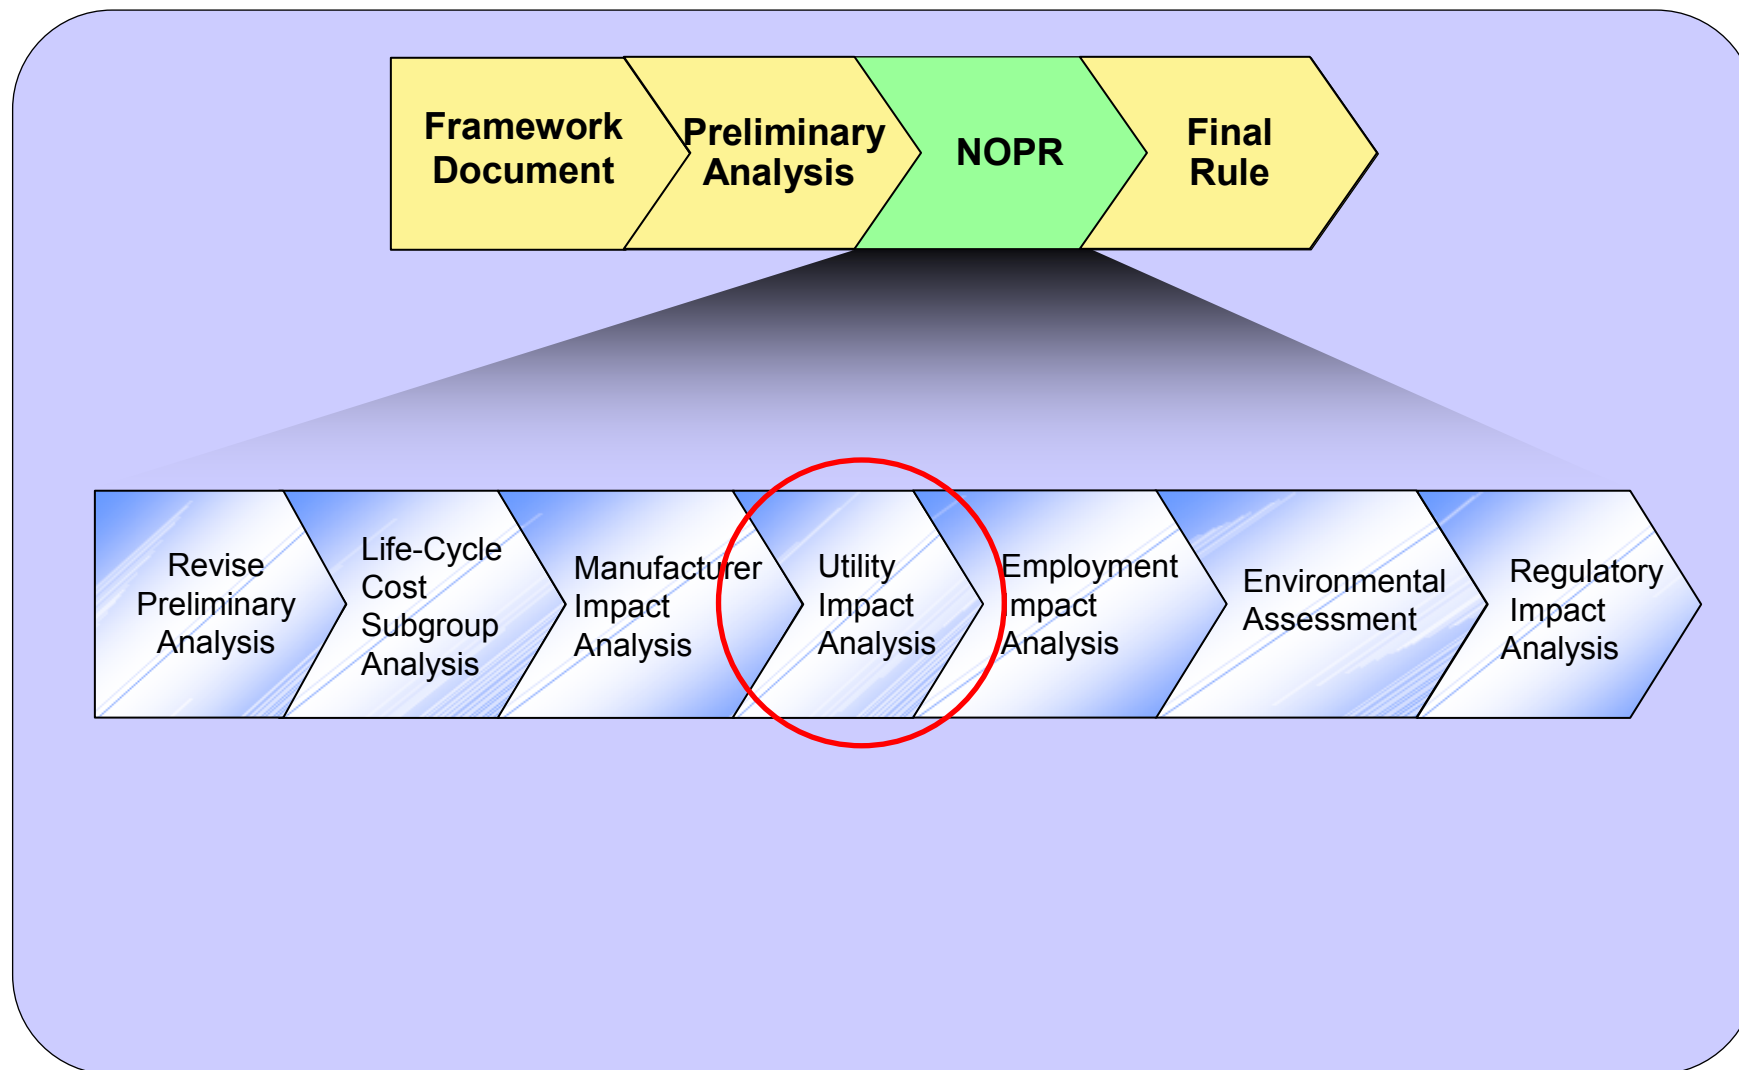 Framework
Document
Preliminary
Analysis
NOPR
Final
Rule
Revise
Preliminary
Analysis
Life-Cycle
Cost
Subgroup
Analysis
Manufacturer
Impact
Analysis
Utility
Impact
Analysis
Employment
Impact
Analysis
Environmental
Assessment
Regulatory
Impact
Analysis